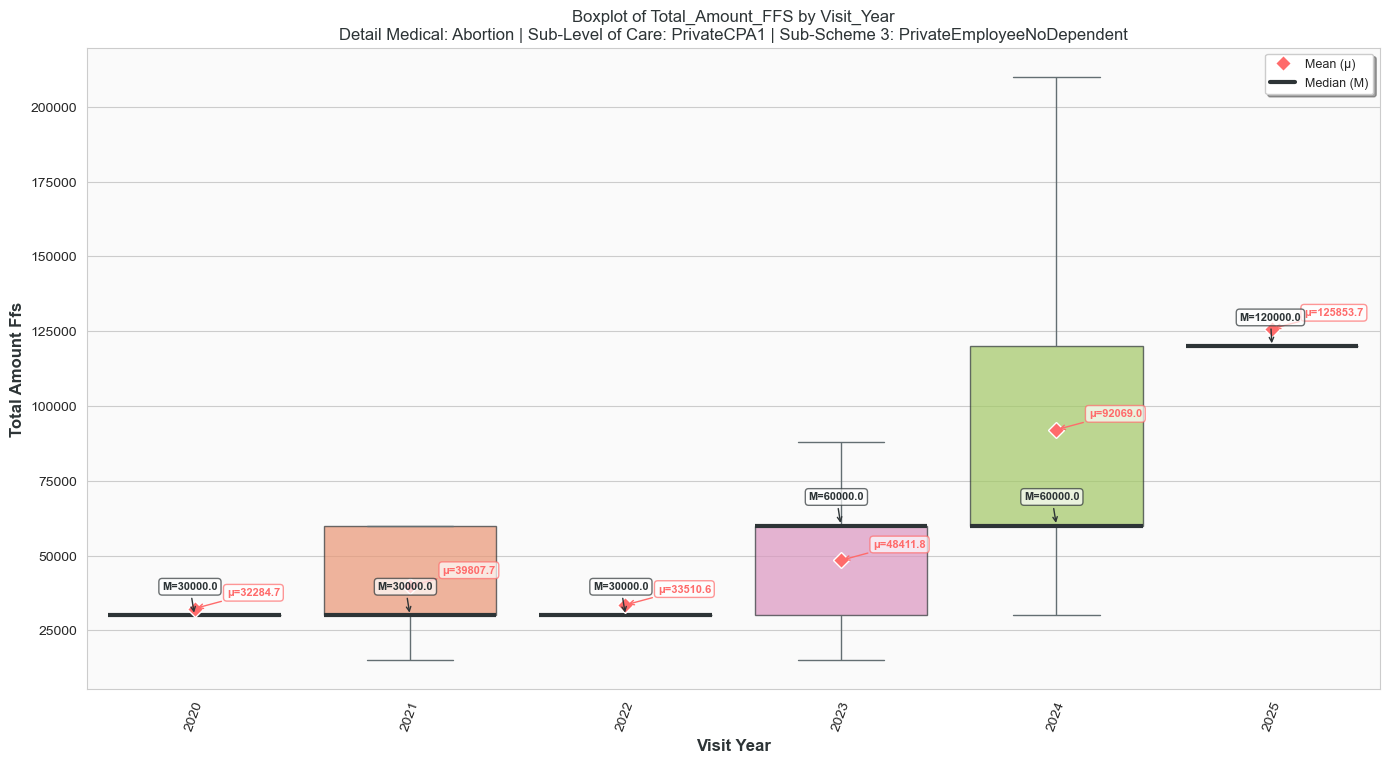 Boxplot of Total_Amount_FFS by Visit_Year
Detail Medical: Abortion | Sub-Level of Care: PrivateCPA1 | Sub-Scheme 3: PrivateEmployeeNoDependent
Mean (μ)
Median (M)
Total Amount Ffs
200000
175000
150000
125000
100000
75000
50000
25000
M=30000.0
μ=32284.7
M=30000.0
μ=39807.7
M=30000.0
μ=33510.6
M=60000.0
μ=48411.8
M=60000.0
μ=92069.0
M=120000.0
μ=125853.7
2020
2021
2022
2023
2024
2025
Visit Year